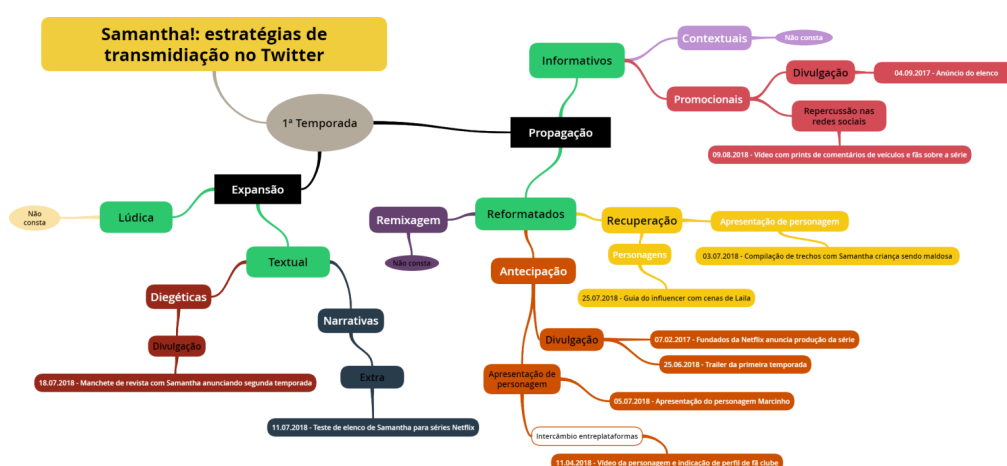 Samantha!: estratégias de
transmidiação no Twitter
1ª Temporada
Propagação
Informativos
Contextuais
Não consta
Promocionais
Divulgação
04.09.2017 - Anúncio do elenco
Repercussão nas
redes sociais
09.08.2018 - Vídeo com prints de comentários de veículos e fãs sobre a série
Expansão
Lúdica
Não
consta
Textual
Diegéticas
Divulgação
18.07.2018 - Manchete de revista com Samantha anunciando segunda temporada
Narrativas
Extra
11.07.2018 - Teste de elenco de Samantha para séries Netflix
Reformatados
Remixagem
Não consta
Recuperação
Apresentação de personagem
03.07.2018 - Compilação de trechos com Samantha criança sendo maldosa
Personagens
25.07.2018 - Guia do influencer com cenas de Laila
Antecipação
Divulgação
07.02.2017 - Fundados da Netflix anuncia produção da série
25.06.2018 - Trailer da primeira temporada
Apresentação de
personagem
05.07.2018 - Apresentação do personagem Marcinho
Intercâmbio entreplataformas
11.04.2018 - Vídeo da personagem e indicação de perfil de fã clube